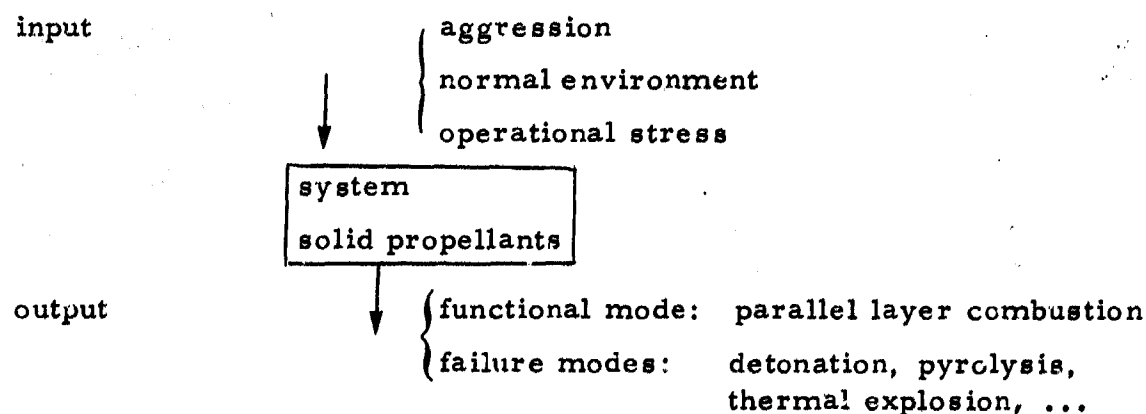 input
aggression
normal environment
operational stress
system
solid propellants
output
functional mode: parallel layer combustion
failure modes: detonation, pyrolysis,
thermal explosion, ...